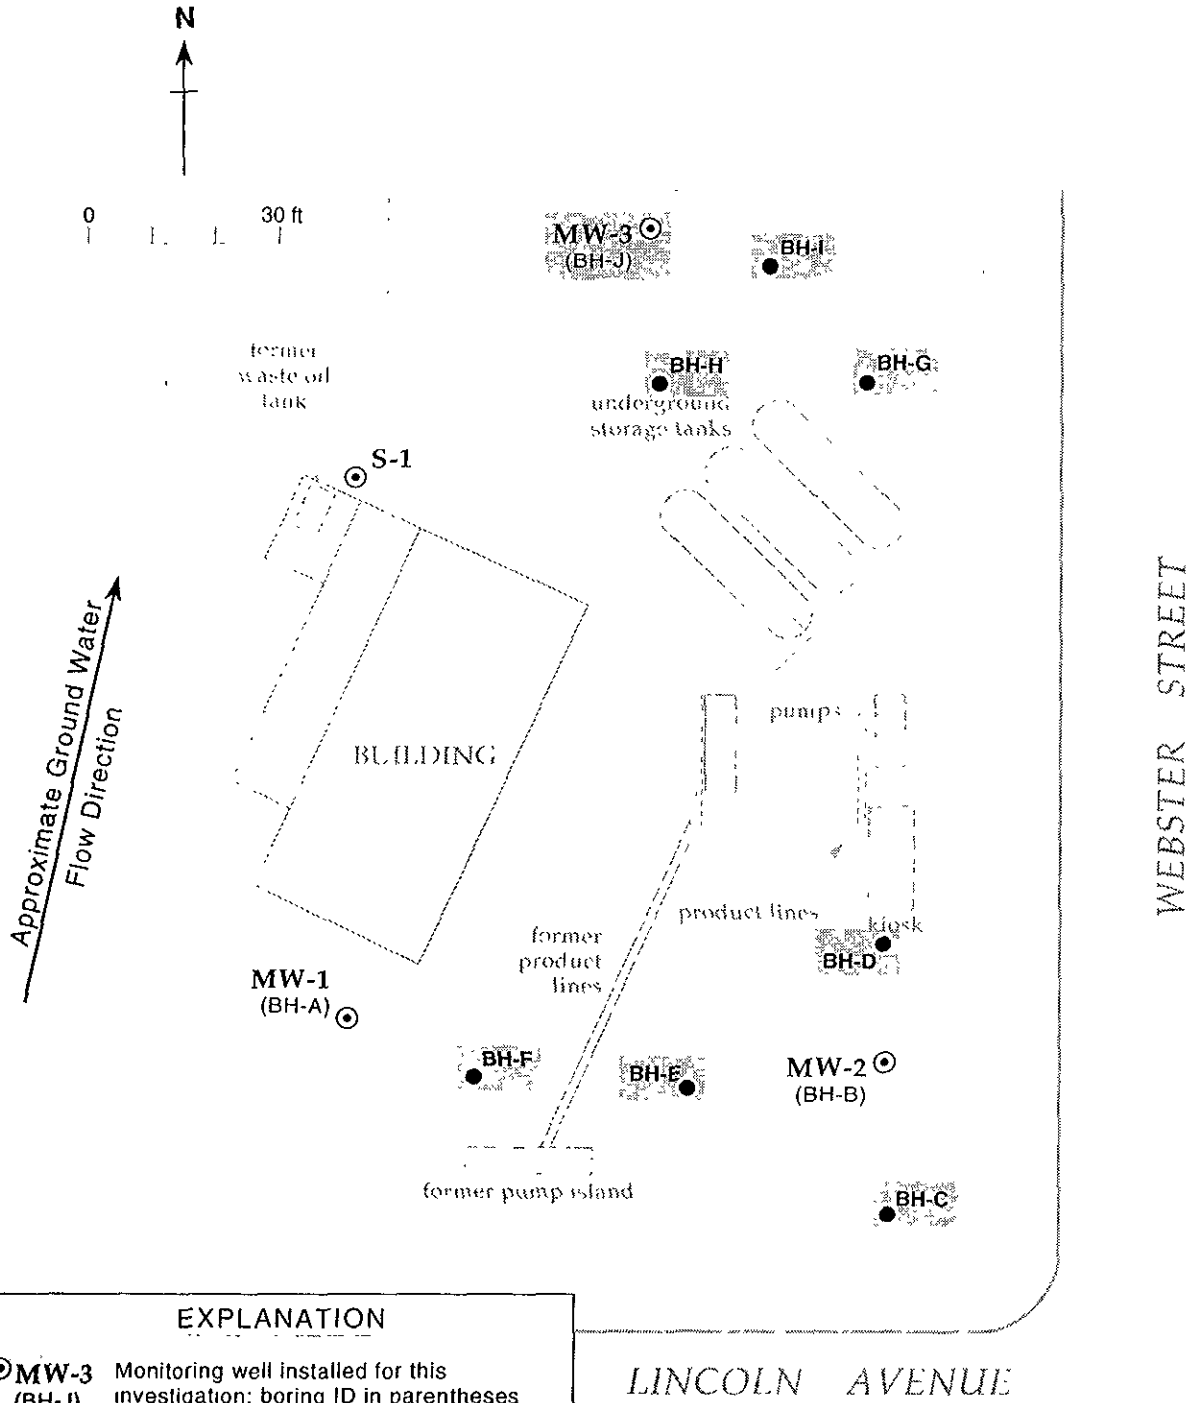 N
0 30 ft
MW-3
(BH-J)
BH-I
former
waste oil
tank
BH-H
BH-G
underground
storage tanks
S-1
Approximate Ground Water
Flow Direction
BUILDING
pumps
WEBSTER STREET
product lines
kiosk
former
product
lines
BH-D
MW-1
(BH-A)
BH-F
BH-E
MW-2
(BH-B)
former pump island
BH-C
EXPLANATION
MW-3 Monitoring well installed for this
(BH-J) investigation; boring ID in parentheses
LINCOLN AVENUE